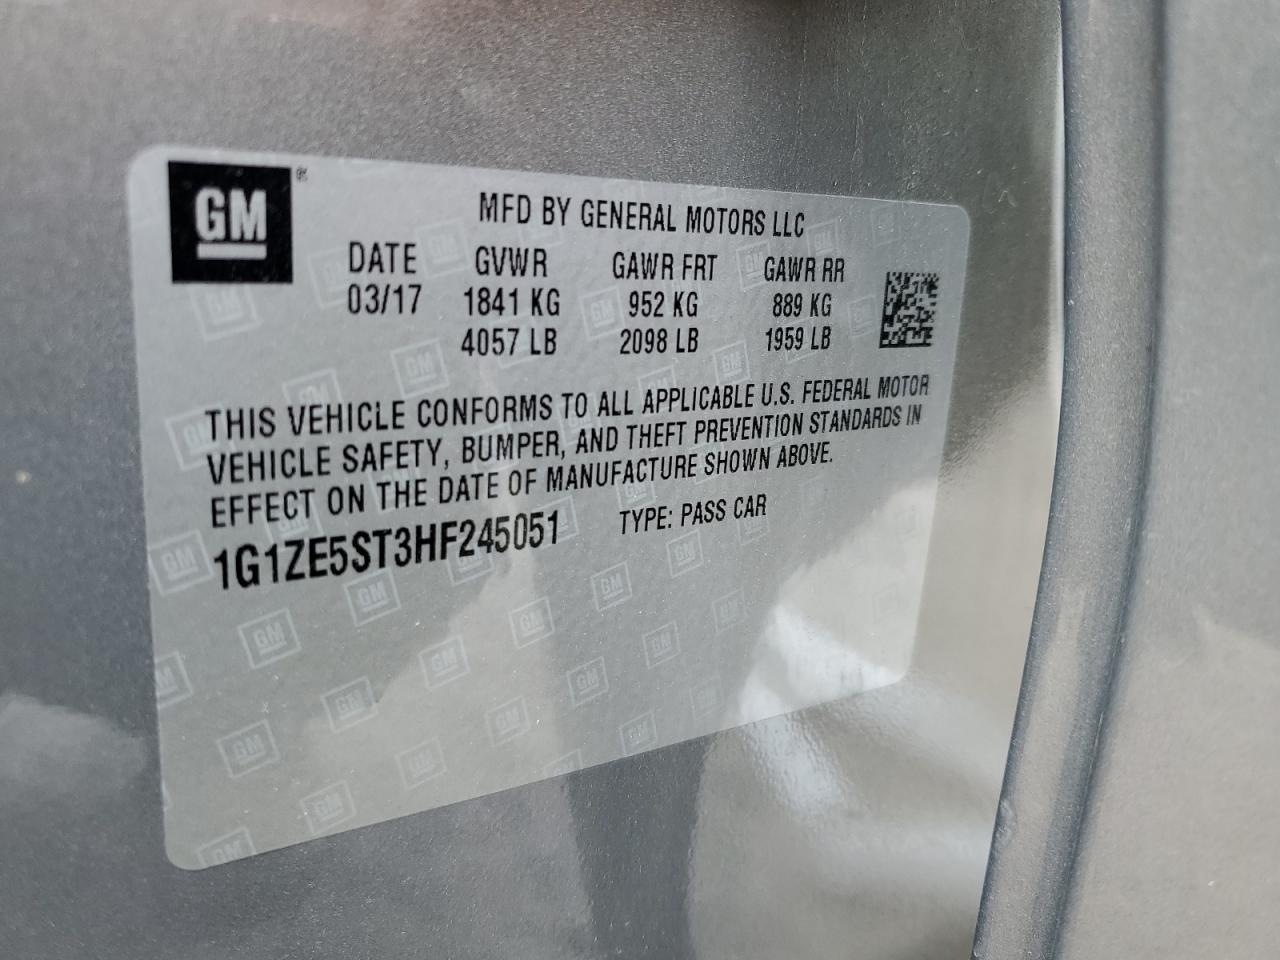 GM
MFD BY GENERAL MOTORS LLC
DATE GVWR GAWR FRT GAWR RR
03/17 1841 KG 952 KG 889 KG
4057 LB 2098 LB 1959 LB
THIS VEHICLE CONFORMS TO ALL APPLICABLE U.S. FEDERAL MOTOR
VEHICLE SAFETY, BUMPER, AND THEFT PREVENTION STANDARDS IN
EFFECT ON THE DATE OF MANUFACTURE SHOWN ABOVE.
1G1ZE5ST3HF245051 TYPE: PASS CAR